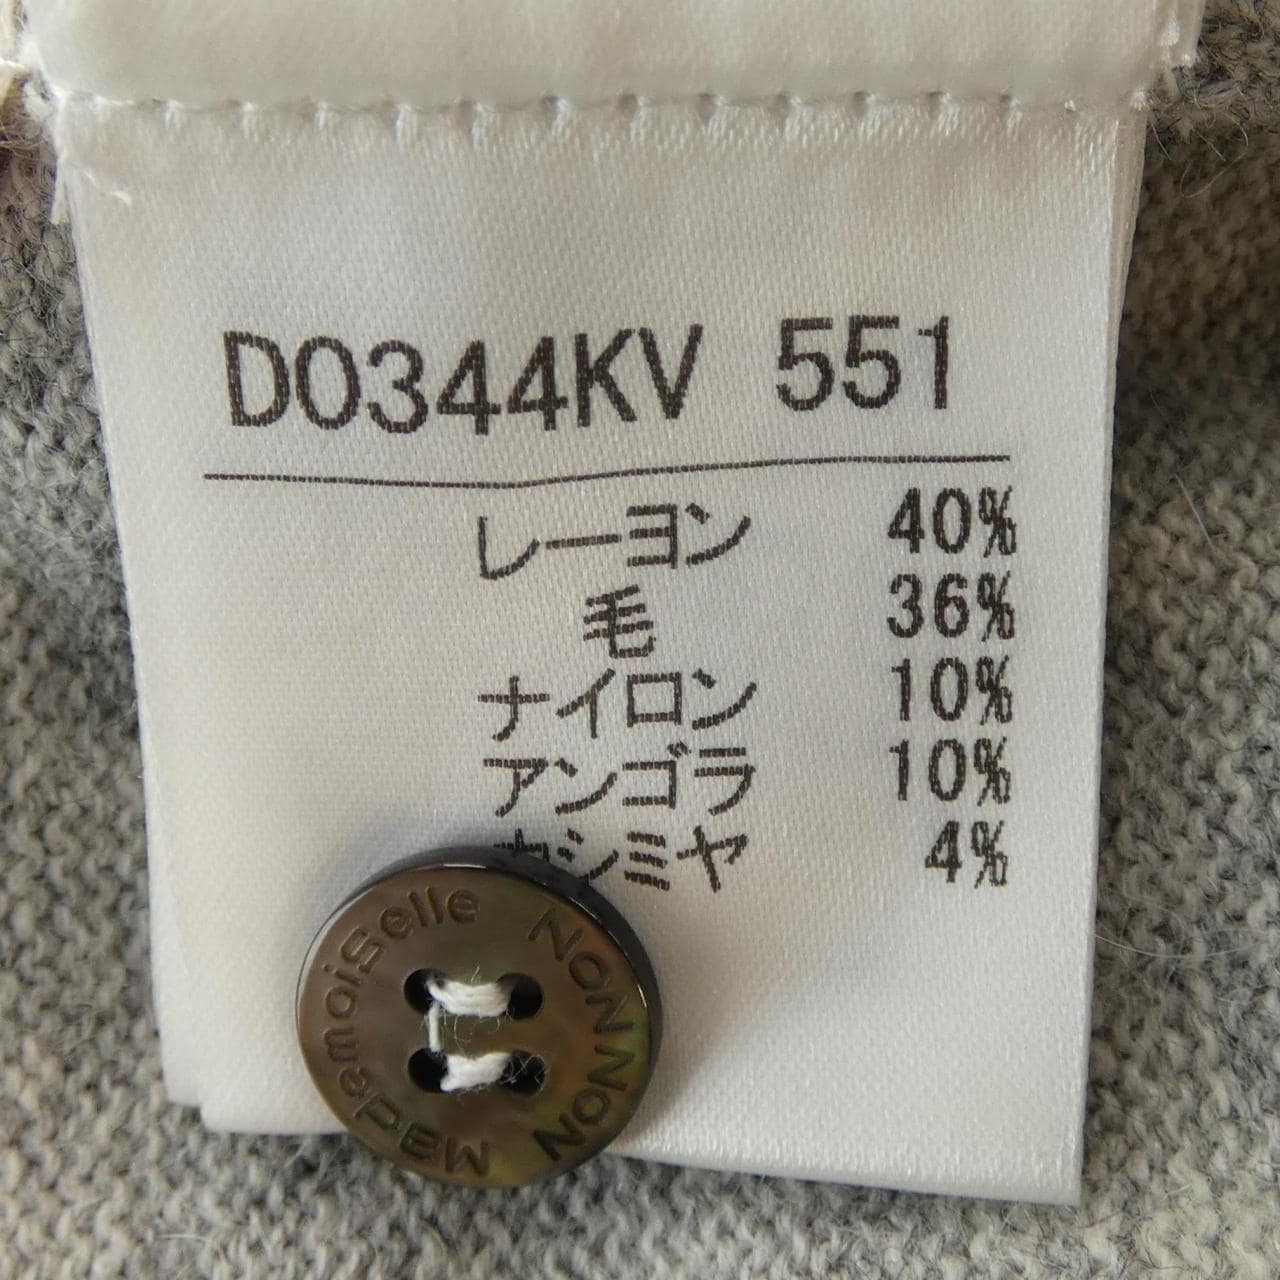 D0344KV 551
レーヨン 40%
毛 36%
ナイロン 10%
アンゴラ 10%
カシミヤ 4%
Mademoiselle
NONNON